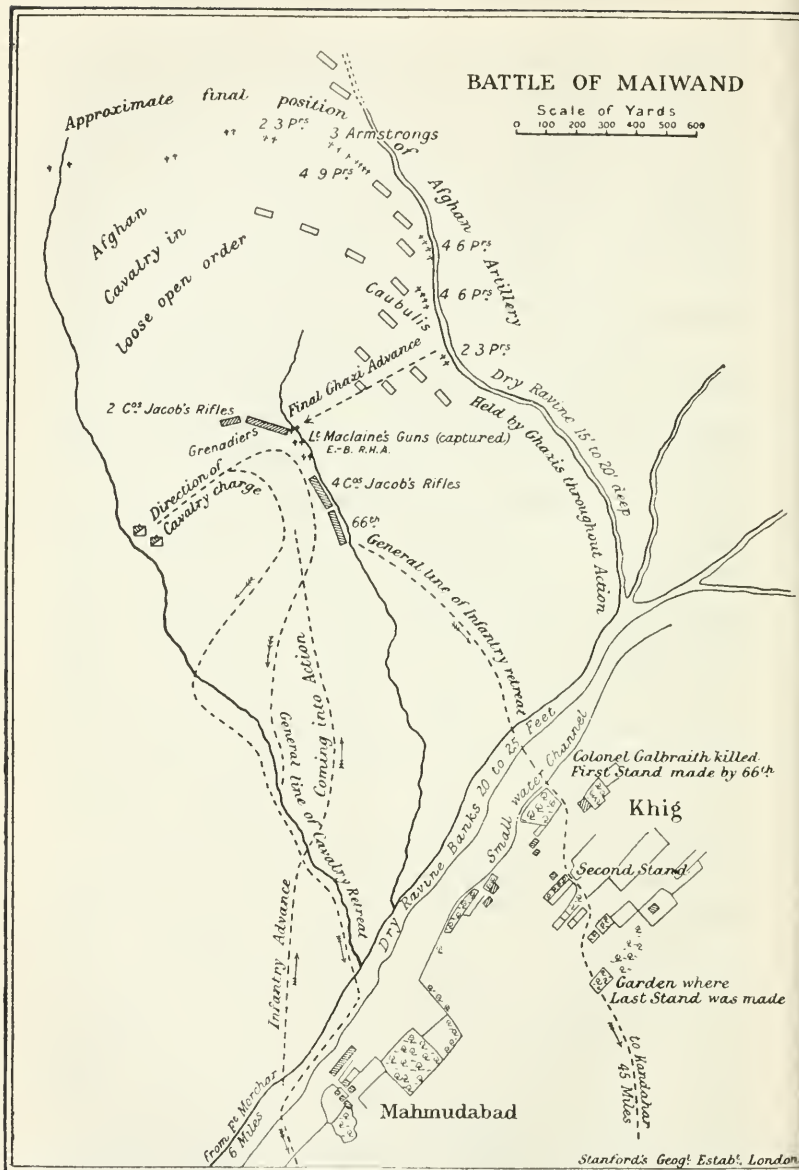 BATTLE OF MAIWAND
Scale of Yards
0 100 200 300 400 500 600
Approximate final position of Afghan Artillery
2 3 Prs
3 Armstrongs
4 9 Prs
4 6 Prs
4 6 Prs
2 3 Prs
Afghan
Cavalry in
loose open order
Caubulis
Final Ghazi Advance
Dry Ravine 15' to 20' deep
Held by Ghazis throughout Action
2 Cos Jacob's Rifles
Grenadiers
Lt Maclaine's Guns (captured)
E.-B. R.H.A.
4 Cos Jacob's Rifles
66th
Direction of
Cavalry charge
General line of Infantry retreat
Coming into Action
General line of Cavalry Retreat
Infantry Advance
Dry Ravine Banks 20 to 25 Feet
Small water Channel
Colonel Galbraith killed
First Stand made by 66th
Khig
Second Stand
Garden where
Last Stand was made
to Kandahar
45 Miles
Mahmudabad
from Ft Morchar
6 Miles
Stanford's Geogl Estabt, London